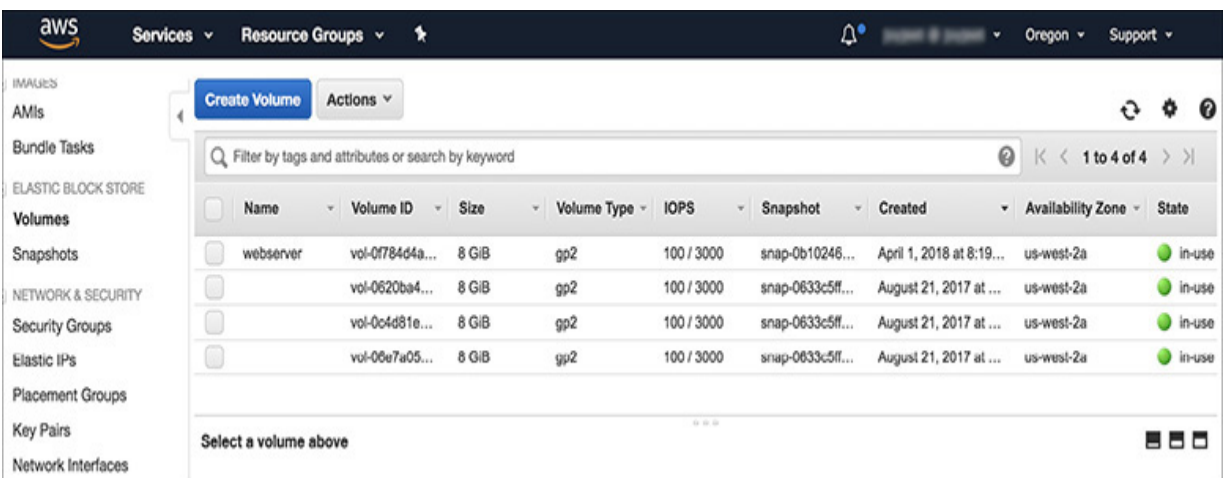 aws Services Resource Groups Oregon Support
IMAGES
AMIs
Bundle Tasks
ELASTIC BLOCK STORE
Volumes
Snapshots
NETWORK & SECURITY
Security Groups
Elastic IPs
Placement Groups
Key Pairs
Network Interfaces
Create Volume Actions
Filter by tags and attributes or search by keyword 1 to 4 of 4
Name Volume ID Size Volume Type IOPS Snapshot Created Availability Zone State
webserver vol-0f784d4a... 8 GiB gp2 100 / 3000 snap-0b10246... April 1, 2018 at 8:19... us-west-2a in-use
vol-0620ba4... 8 GiB gp2 100 / 3000 snap-0633c5ff... August 21, 2017 at ... us-west-2a in-use
vol-0c4d81e... 8 GiB gp2 100 / 3000 snap-0633c5ff... August 21, 2017 at ... us-west-2a in-use
vol-06e7a05... 8 GiB gp2 100 / 3000 snap-0633c5ff... August 21, 2017 at ... us-west-2a in-use
Select a volume above